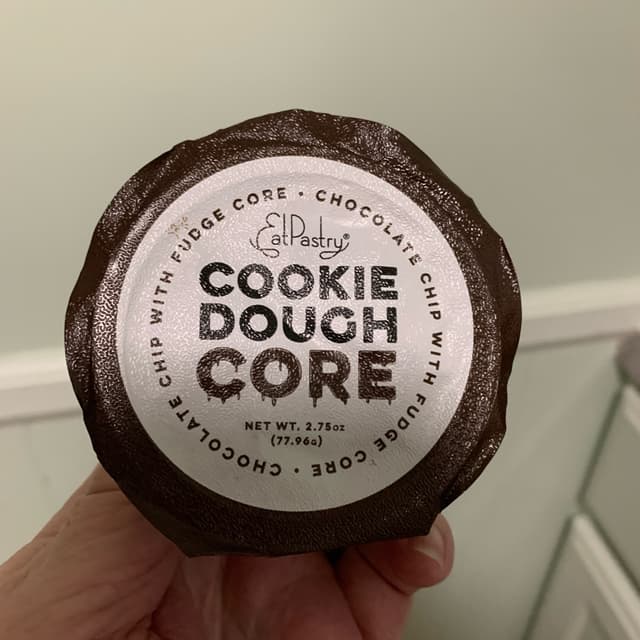 EatPastry®
COOKIE
DOUGH
CORE
NET WT. 2.75oz
(77.96G)
CHOCOLATE CHIP WITH FUDGE CORE • CHOCOLATE CHIP WITH FUDGE CORE •